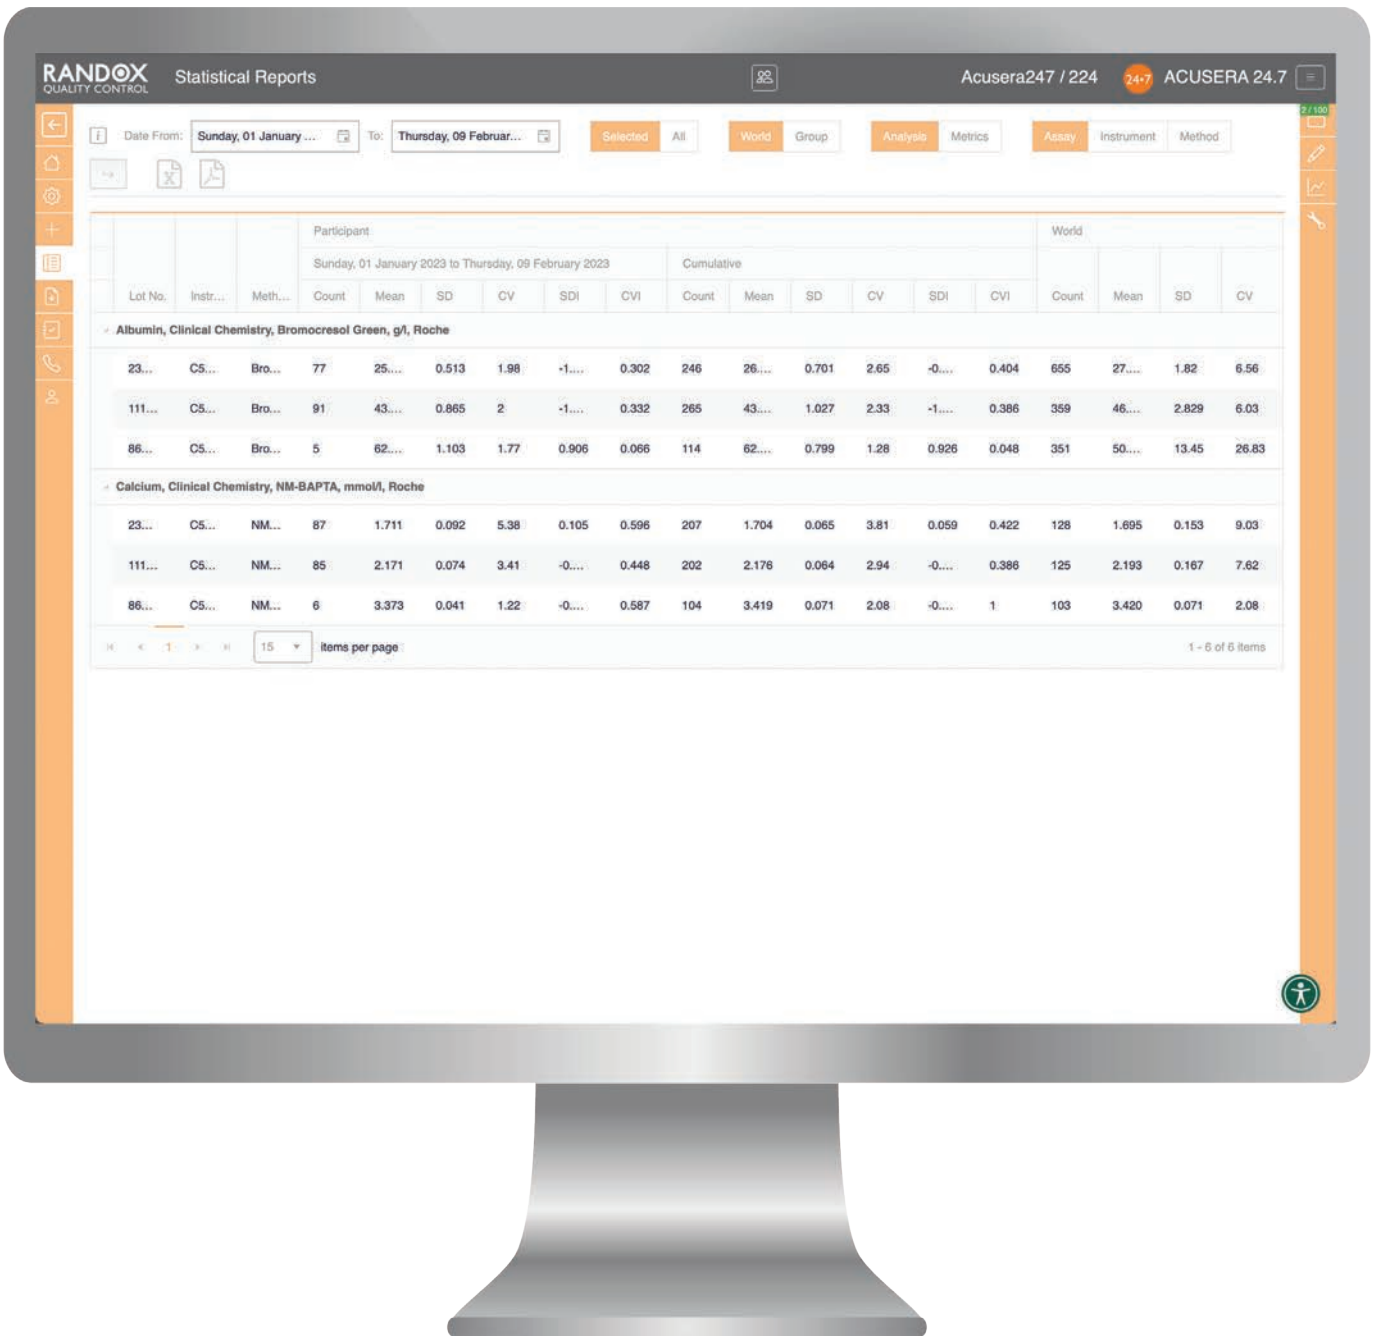 RANDOX
QUALITY CONTROL
Statistical Reports
Acusera247 / 224
24•7
ACUSERA 24.7
2 / 100
i Date From: Sunday, 01 January ... To: Thursday, 09 Februar... Selected All World Group Analysis Metrics Assay Instrument Method
Participant World
Sunday, 01 January 2023 to Thursday, 09 February 2023 Cumulative
Lot No. Instr... Meth... Count Mean SD CV SDI CVI Count Mean SD CV SDI CVI Count Mean SD CV
Albumin, Clinical Chemistry, Bromocresol Green, g/l, Roche
23... C5... Bro... 77 25.... 0.513 1.98 -1.... 0.302 246 26.... 0.701 2.65 -0.... 0.404 655 27.... 1.82 6.56
111... C5... Bro... 91 43.... 0.865 2 -1.... 0.332 265 43.... 1.027 2.33 -1.... 0.386 359 46.... 2.829 6.03
86... C5... Bro... 5 62.... 1.103 1.77 0.906 0.066 114 62.... 0.799 1.28 0.926 0.048 351 50.... 13.45 26.83
Calcium, Clinical Chemistry, NM-BAPTA, mmol/l, Roche
23... C5... NM... 87 1.711 0.092 5.38 0.105 0.596 207 1.704 0.065 3.81 0.059 0.422 128 1.695 0.153 9.03
111... C5... NM... 85 2.171 0.074 3.41 -0.... 0.448 202 2.176 0.064 2.94 -0.... 0.386 125 2.193 0.167 7.62
86... C5... NM... 6 3.373 0.041 1.22 -0.... 0.587 104 3.419 0.071 2.08 -0.... 1 103 3.420 0.071 2.08
1 15 items per page 1 - 6 of 6 items